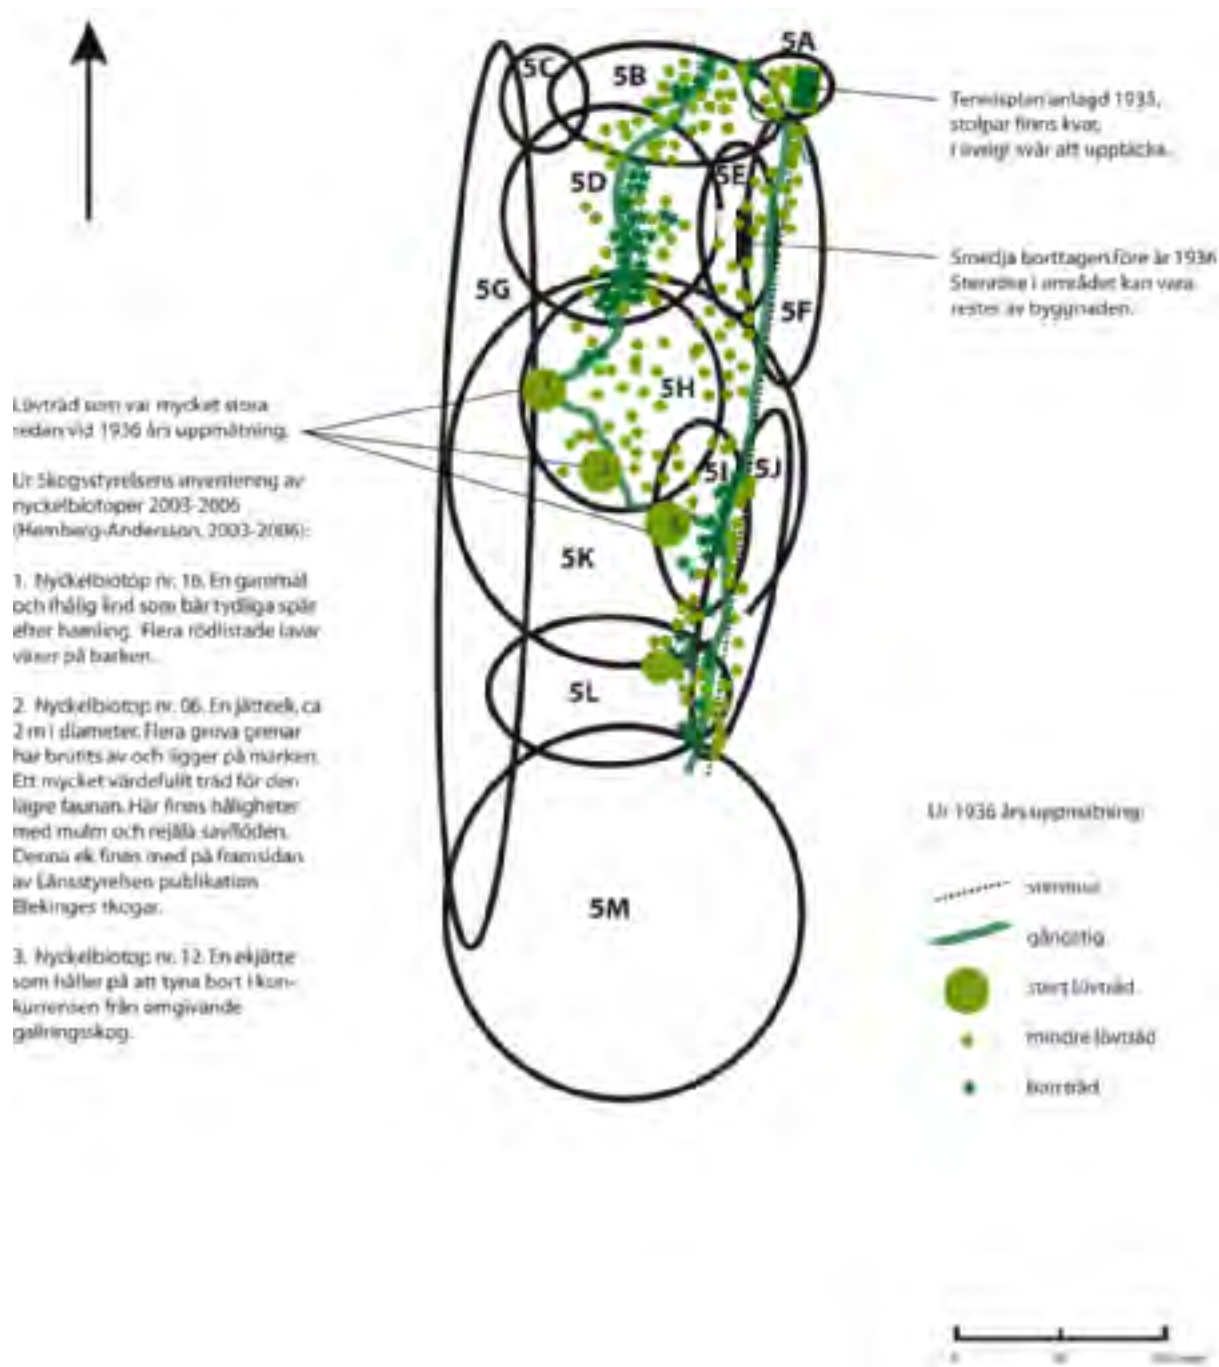 5A
5C
5B
Tennisplan anlagd 1935,
stolpar finns kvar,
i övrigt svår att upptäcka.
5D
5E
Smedja borttagen före år 1936
Stenröse i området kan vara
rester av byggnaden.
5G
5F
5H
Lövträd som var mycket stora
redan vid 1936 års uppmätning.
5I
5J
Ur Skogsstyrelsens inventering av
nyckelbiotoper 2003-2006
(Hemberg-Andersson, 2003-2006):
5K
1. Nyckelbiotop nr. 16. En gammal
och ihålig lind som bär tydliga spår
efter hamling. Flera rödlistade lavar
växer på barken.
5L
2. Nyckelbiotop nr. 06. En jätteek, ca
2 m i diameter. Flera grova grenar
har brutits av och ligger på marken.
Ett mycket värdefullt träd för den
lägre faunan. Här finns håligheter
med mulm och rejäla savflöden.
Denna ek finns med på framsidan
av Länsstyrelsen publikation
Blekinges skogar.
5M
3. Nyckelbiotop nr. 12. En ekjätte
som håller på att tyna bort i kon-
kurrensen från omgivande
gallringsskog.
Ur 1936 års uppmätning:
stenmur
gångstig
stort lövträd
mindre lövträd
barrträd